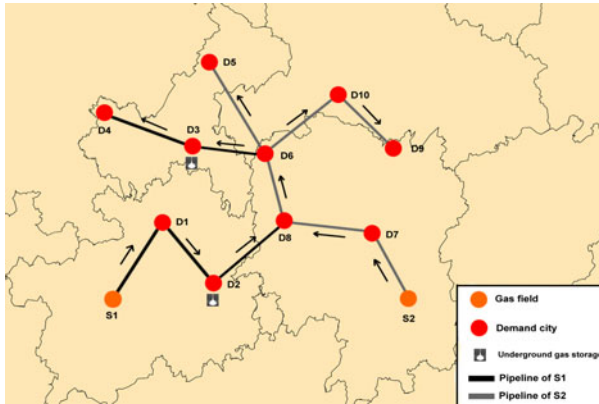 D5
D10
D4
D3
D6
D9
D1
D8
D7
D2
S1
S2
Gas field
Demand city
Underground gas storage
Pipeline of S1
Pipeline of S2